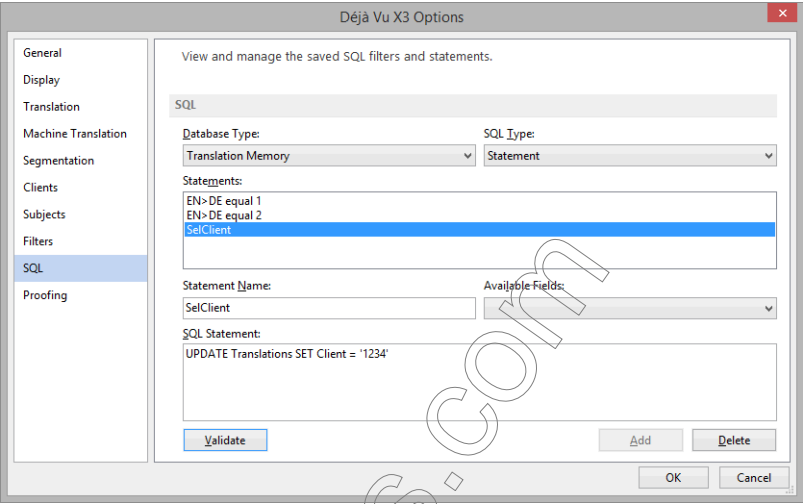 Déjà Vu X3 Options
General
Display
Translation
Machine Translation
Segmentation
Clients
Subjects
Filters
SQL
Proofing
View and manage the saved SQL filters and statements.
SQL
Database Type:
SQL Type:
Translation Memory
Statement
Statements:
EN>DE equal 1
EN>DE equal 2
SelClient
Statement Name:
Available Fields:
SelClient
SQL Statement:
UPDATE Translations SET Client = '1234'
Validate
Add
Delete
OK
Cancel
s.com